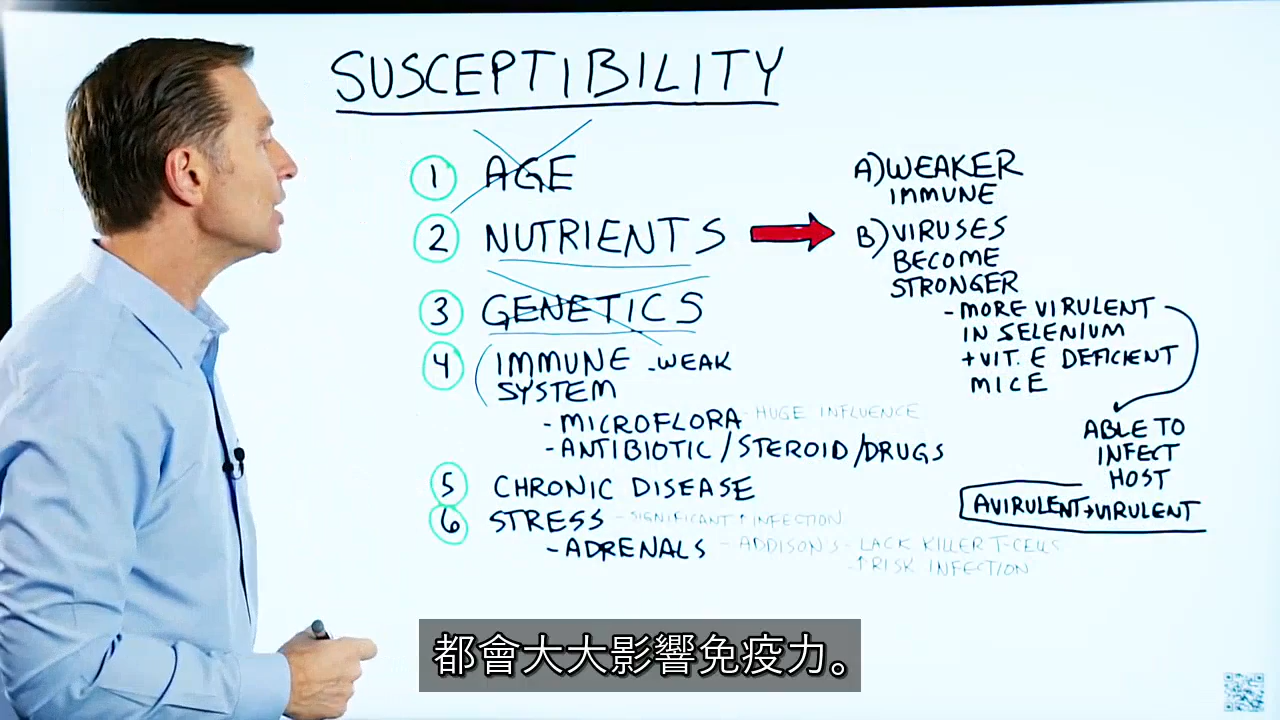 SUSCEPTIBILITY
1 AGE
2 NUTRIENTS
3 GENETICS
4 IMMUNE - WEAK
SYSTEM
- MICROFLORA - HUGE INFLUENCE
- ANTIBIOTIC / STEROID / DRUGS
5 CHRONIC DISEASE
6 STRESS - SIGNIFICANT ↑ INFECTION
- ADRENALS - ADDISON'S - LACK KILLER T-CELLS
- ↑ RISK INFECTION
A) WEAKER
IMMUNE
B) VIRUSES
BECOME
STRONGER
- MORE VIRULENT
IN SELENIUM
+ VIT. E DEFICIENT
MICE
ABLE TO
INFECT
HOST
AVIRULENT → VIRULENT
都會大大影響免疫力。